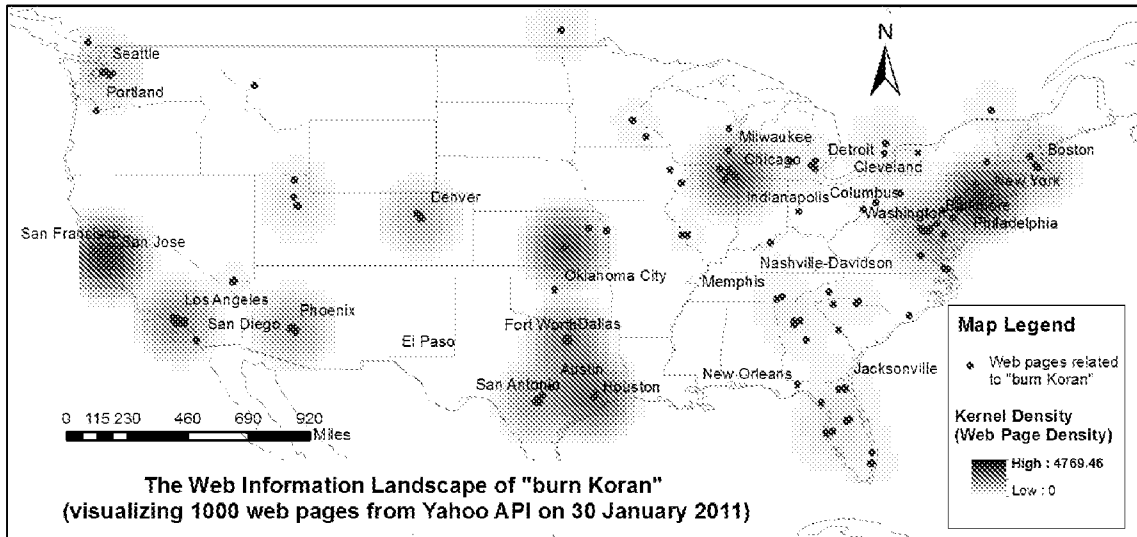 N
Seattle
Portland
Milwaukee
Chicago
Detroit
Cleveland
Boston
New York
Denver
Indianapolis
Columbus
Washington
Philadelphia
San Francisco
San Jose
Oklahoma City
Nashville-Davidson
Memphis
Los Angeles
San Diego
Phoenix
El Paso
Fort Worth
Dallas
Austin
San Antonio
Houston
New Orleans
Jacksonville
Map Legend
Web pages related
to "burn Koran"
Kernel Density
(Web Page Density)
High : 4769.46
Low : 0
0 115 230 460 690 920
Miles
The Web Information Landscape of "burn Koran"
(visualizing 1000 web pages from Yahoo API on 30 January 2011)